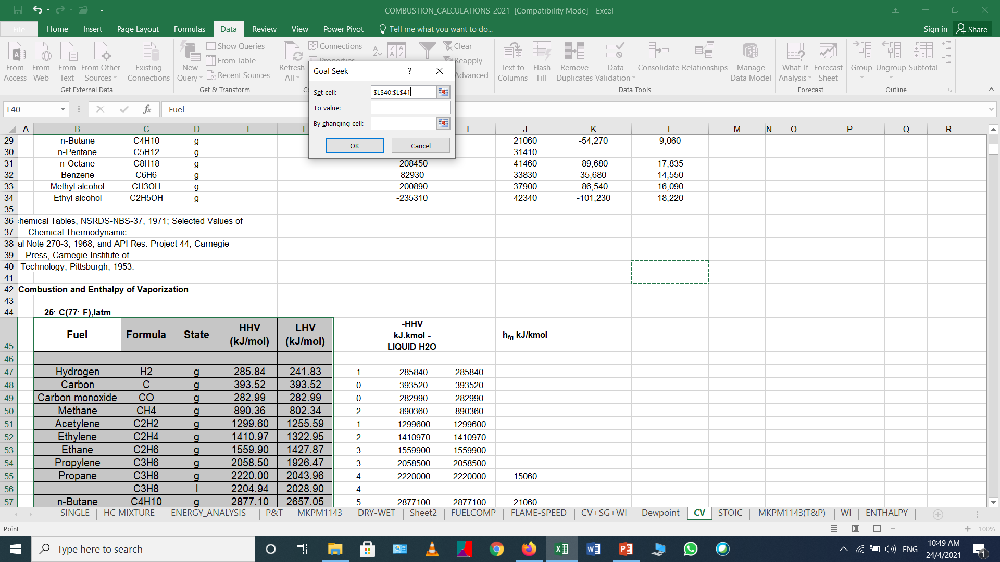 COMBUSTION_CALCULATIONS-2021 [Compatibility Mode] - Excel
File Home Insert Page Layout Formulas Data Review View Power Pivot Tell me what you want to do... Sign in Share
From Access From Web From Text From Other Sources Existing Connections New Query Show Queries From Table Recent Sources Refresh All Connections Properties Clear Reapply Advanced Text to Columns Flash Fill Remove Duplicates Data Validation Consolidate Relationships Manage Data Model What-If Analysis Forecast Sheet Group Ungroup Subtotal
Get External Data Get & Transform Data Tools Forecast Outline
Goal Seek ?
Set cell: $L$40:$L$41
To value:
By changing cell:
OK Cancel
L40 fx Fuel
A B C D E F I J K L M N O P Q R
29 n-Butane C4H10 g 21060 -54,270 9,060
30 n-Pentane C5H12 g 31410
31 n-Octane C8H18 g -208450 41460 -89,680 17,835
32 Benzene C6H6 g 82930 33830 35,680 14,550
33 Methyl alcohol CH3OH g -200890 37900 -86,540 16,090
34 Ethyl alcohol C2H5OH g -235310 42340 -101,230 18,220
35
36 hemical Tables, NSRDS-NBS-37, 1971; Selected Values of
37 Chemical Thermodynamic
38 al Note 270-3, 1968; and API Res. Project 44, Carnegie
39 Press, Carnegie Institute of
40 Technology, Pittsburgh, 1953.
41
42 Combustion and Enthalpy of Vaporization
43
44 25~C(77~F),latm
45 Fuel Formula State HHV (kJ/mol) LHV (kJ/mol) -HHV kJ.kmol - LIQUID H2O hfg kJ/kmol
46
47 Hydrogen H2 g 285.84 241.83 1 -285840 -285840
48 Carbon C g 393.52 393.52 0 -393520 -393520
49 Carbon monoxide CO g 282.99 282.99 0 -282990 -282990
50 Methane CH4 g 890.36 802.34 2 -890360 -890360
51 Acetylene C2H2 g 1299.60 1255.59 1 -1299600 -1299600
52 Ethylene C2H4 g 1410.97 1322.95 2 -1410970 -1410970
53 Ethane C2H6 g 1559.90 1427.87 3 -1559900 -1559900
54 Propylene C3H6 g 2058.50 1926.47 3 -2058500 -2058500
55 Propane C3H8 g 2220.00 2043.96 4 -2220000 -2220000 15060
56 C3H8 l 2204.94 2028.90 4
57 n-Butane C4H10 g 2877.10 2657.05 5 -2877100 -2877100 21060
SINGLE HC MIXTURE ENERGY_ANALYSIS P&T MKPM1143 DRY-WET Sheet2 FUELCOMP FLAME-SPEED CV+SG+WI Dewpoint CV STOIC MKPM1143(T&P) WI ENTHALPY
Point 100%
Type here to search ENG 10:49 AM
24/4/2021 1